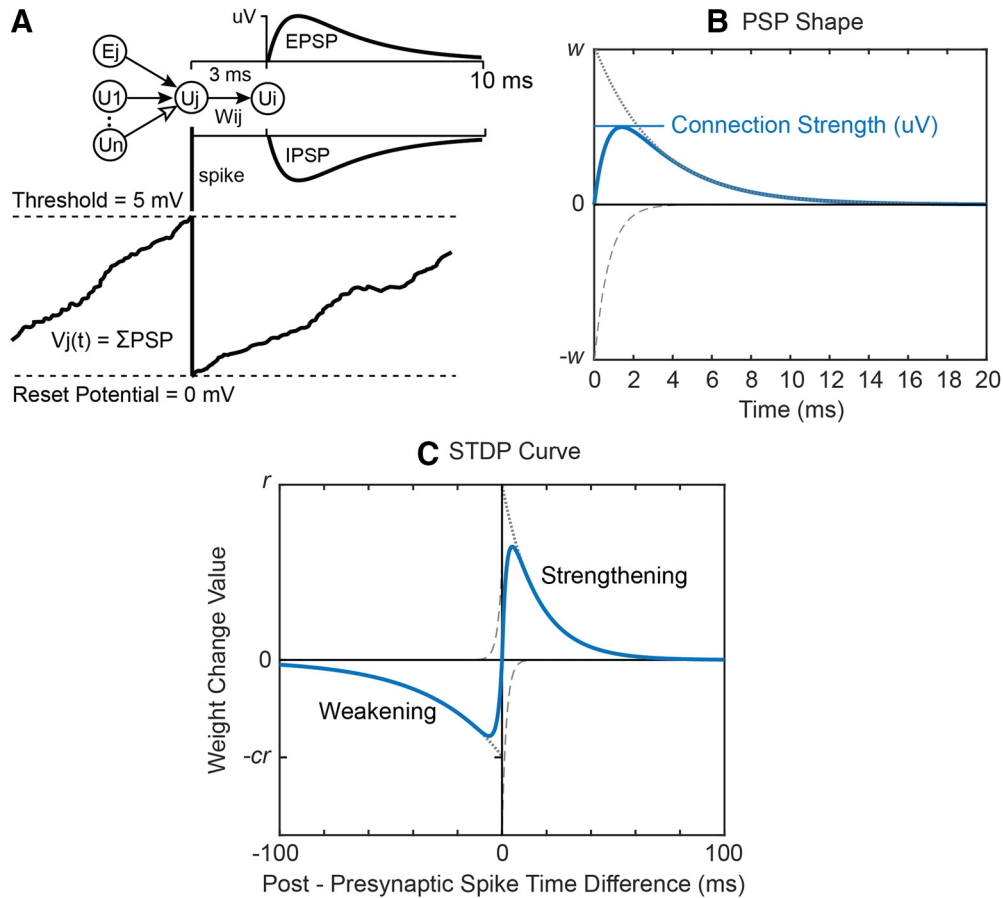 A
uV
EPSP
Ej
3 ms
10 ms
U1
Uj
Ui
Wij
Un
IPSP
spike
Threshold = 5 mV
Vj(t) = ΣPSP
Reset Potential = 0 mV
B PSP Shape
w
Connection Strength (uV)
0
-w
0 2 4 6 8 10 12 14 16 18 20
Time (ms)
C STDP Curve
r
Strengthening
0
Weakening
-cr
Weight Change Value
-100 0 100
Post - Presynaptic Spike Time Difference (ms)